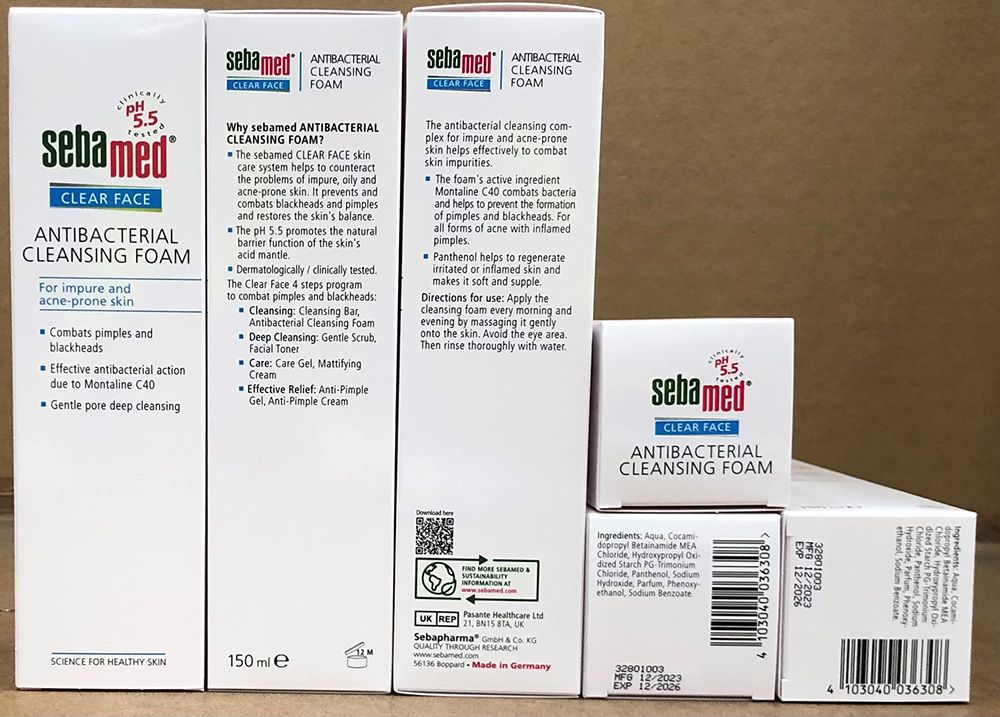 clinically
pH
5.5
tested
sebamed®
CLEAR FACE
ANTIBACTERIAL
CLEANSING FOAM
For impure and
acne-prone skin
▪ Combats pimples and
blackheads
▪ Effective antibacterial action
due to Montaline C40
▪ Gentle pore deep cleansing
SCIENCE FOR HEALTHY SKIN
sebamed®
CLEAR FACE
ANTIBACTERIAL
CLEANSING
FOAM
Why sebamed ANTIBACTERIAL
CLEANSING FOAM?
▪ The sebamed CLEAR FACE skin
care system helps to counteract
the problems of impure, oily and
acne-prone skin. It prevents and
combats blackheads and pimples
and restores the skin's balance.
▪ The pH 5.5 promotes the natural
barrier function of the skin's
acid mantle.
▪ Dermatologically / clinically tested.
The Clear Face 4 steps program
to combat pimples and blackheads:
▪ Cleansing: Cleansing Bar,
Antibacterial Cleansing Foam
▪ Deep Cleansing: Gentle Scrub,
Facial Toner
▪ Care: Care Gel, Mattifying
Cream
▪ Effective Relief: Anti-Pimple
Gel, Anti-Pimple Cream
150 ml ℮
12 M
sebamed®
CLEAR FACE
ANTIBACTERIAL
CLEANSING
FOAM
The antibacterial cleansing com-
plex for impure and acne-prone
skin helps effectively to combat
skin impurities.
▪ The foam's active ingredient
Montaline C40 combats bacteria
and helps to prevent the formation
of pimples and blackheads. For
all forms of acne with inflamed
pimples.
▪ Panthenol helps to regenerate
irritated or inflamed skin and
makes it soft and supple.
Directions for use: Apply the
cleansing foam every morning and
evening by massaging it gently
onto the skin. Avoid the eye area.
Then rinse thoroughly with water.
Download here
FIND MORE SEBAMED &
SUSTAINABILITY
INFORMATION AT
www.sebamed.com
UK REP
Pasante Healthcare Ltd
21, BN15 8TA, UK
Sebapharma® GmbH & Co. KG
QUALITY THROUGH RESEARCH
www.sebamed.com
56136 Boppard • Made in Germany
clinically
pH
5.5
tested
sebamed®
CLEAR FACE
ANTIBACTERIAL
CLEANSING FOAM
Ingredients: Aqua, Cocami-
dopropyl Betainamide MEA
Chloride, Hydroxypropyl Oxi-
dized Starch PG-Trimonium
Chloride, Panthenol, Sodium
Hydroxide, Parfum, Phenoxy-
ethanol, Sodium Benzoate.
4 103040 036308 >
32801003
MFG 12/2023
EXP 12/2026
Ingredients: Aqua, Cocami-
dopropyl Betainamide MEA
Chloride, Hydroxypropyl Oxi-
dized Starch PG-Trimonium
Chloride, Panthenol, Sodium
Hydroxide, Parfum, Phenoxy-
ethanol, Sodium Benzoate.
32801003
MFG 12/2023
EXP 12/2026
4 103040 036308 >